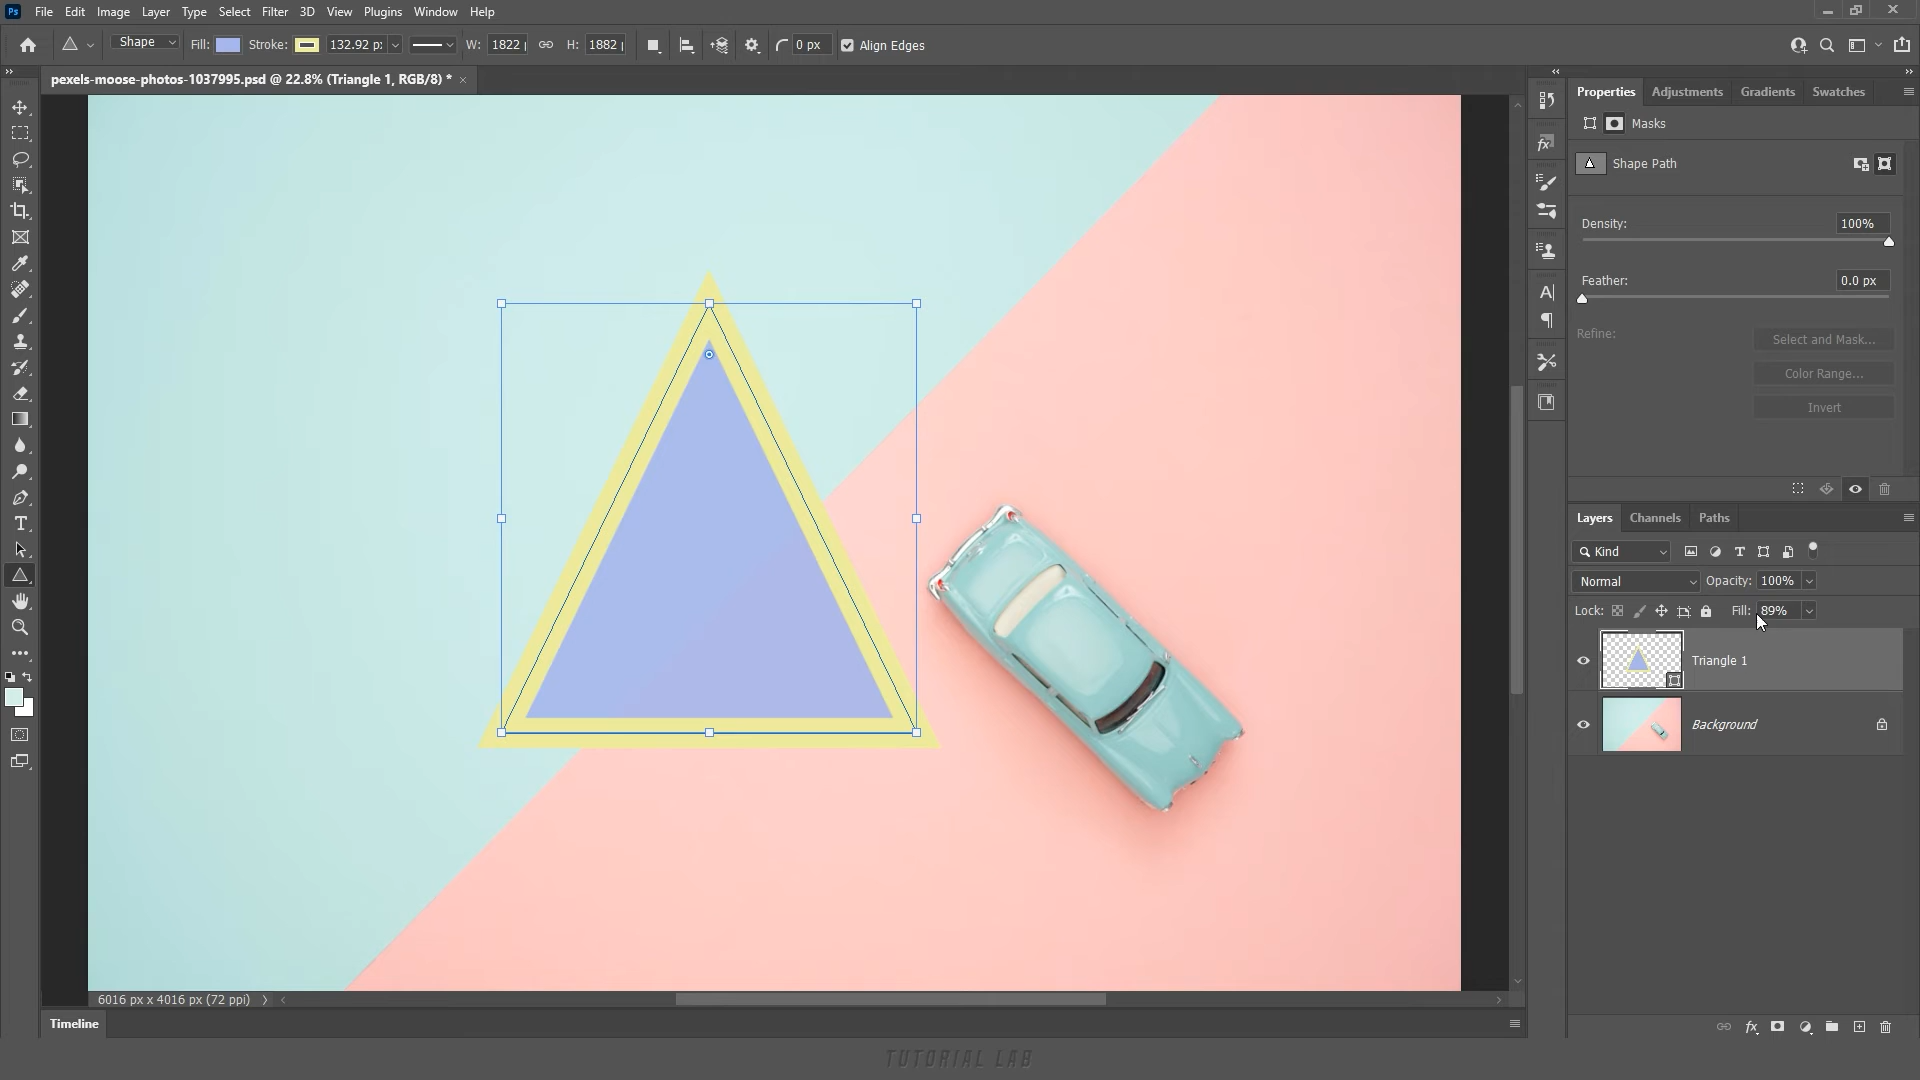 Ps File Edit Image Layer Type Select Filter 3D View Plugins Window Help
Shape Fill: Stroke: 132.92 px W: 1822 H: 1882 0 px Align Edges
pexels-moose-photos-1037995.psd @ 22.8% (Triangle 1, RGB/8) *
Properties Adjustments Gradients Swatches
Masks
Shape Path
Density: 100%
Feather: 0.0 px
Refine: Select and Mask...
Color Range...
Invert
Layers Channels Paths
Kind
Normal Opacity: 100%
Lock: Fill: 89%
Triangle 1
Background
6016 px x 4016 px (72 ppi)
Timeline
TUTORIAL LAB